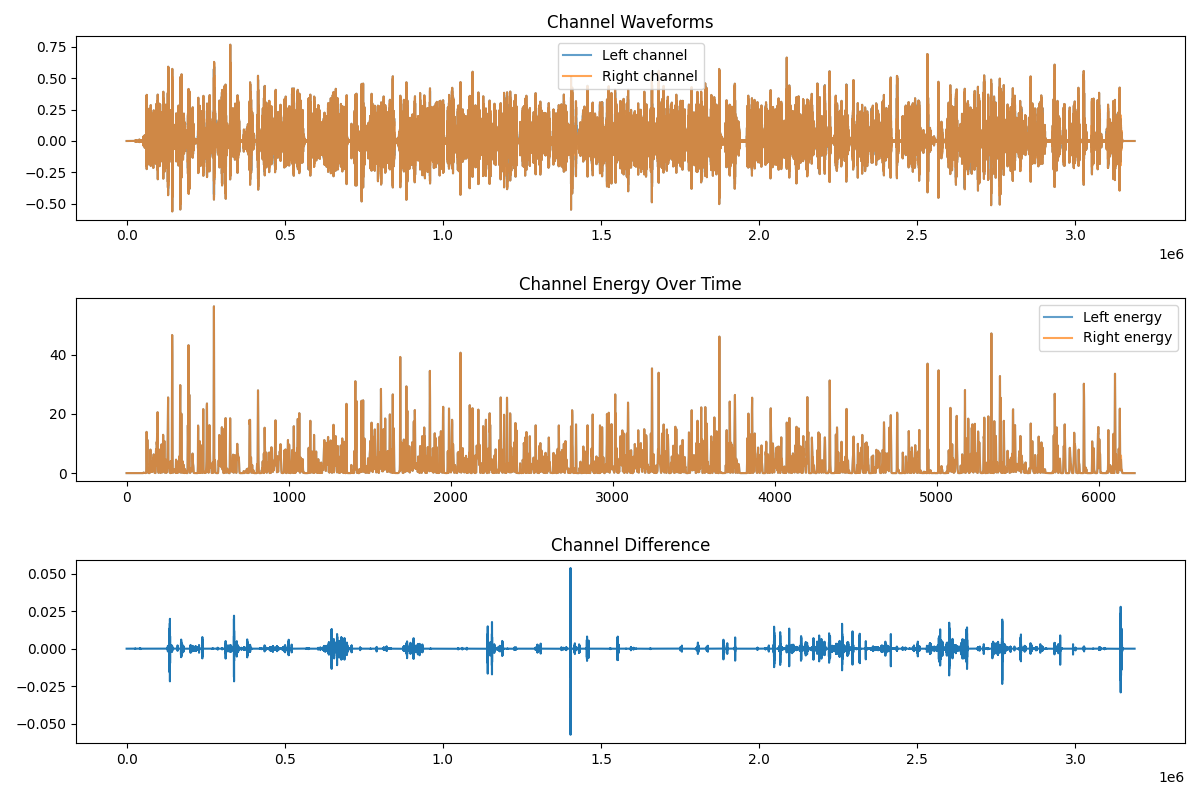 Channel Waveforms
0.75
0.50
0.25
0.00
−0.25
−0.50
Left channel
Right channel
0.0 0.5 1.0 1.5 2.0 2.5 3.0
1e6
Channel Energy Over Time
40
20
0
Left energy
Right energy
0 1000 2000 3000 4000 5000 6000
Channel Difference
0.050
0.025
0.000
−0.025
−0.050
0.0 0.5 1.0 1.5 2.0 2.5 3.0
1e6